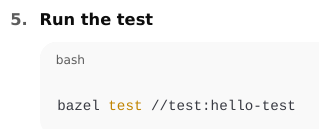 5. Run the test
bash
bazel test //test:hello-test